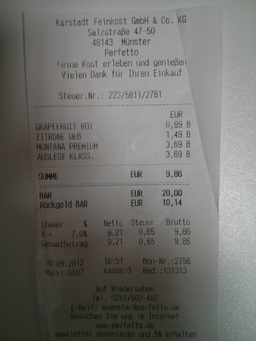 Karstadt Feinkost GmbH & Co. KG
Salzstraße 47-50
48143 Münster
Perfetto
Feine Kost erleben und genießen
Vielen Dank für Ihren Einkauf
Steuer.Nr.: 223/5811/2781
EUR
GRAPEFRUIT ROT 0,99 B
ZITRONE UEB 1,49 B
MONTANA PREMIUM 3,69 B
AUSLESE KLASS. 3,69 B
SUMME EUR 9,86
BAR EUR 20,00
Rückgeld BAR EUR 10,14
Steuer % Netto Steuer Brutto
B = 7,0% 9,21 0,65 9,86
Gesamtbetrag 9,21 0,65 9,86
28.09.2012 16:51 Bon-Nr.:2756
Markt:0507 Kasse:3 Bed.:131313
Auf Wiedersehen
Tel. 0251/502-492
E-Mail: muenster@perfetto.de
Besuchen Sie uns im Internet
www.perfetto.de
Newsletter abonnieren und 5% erhalten